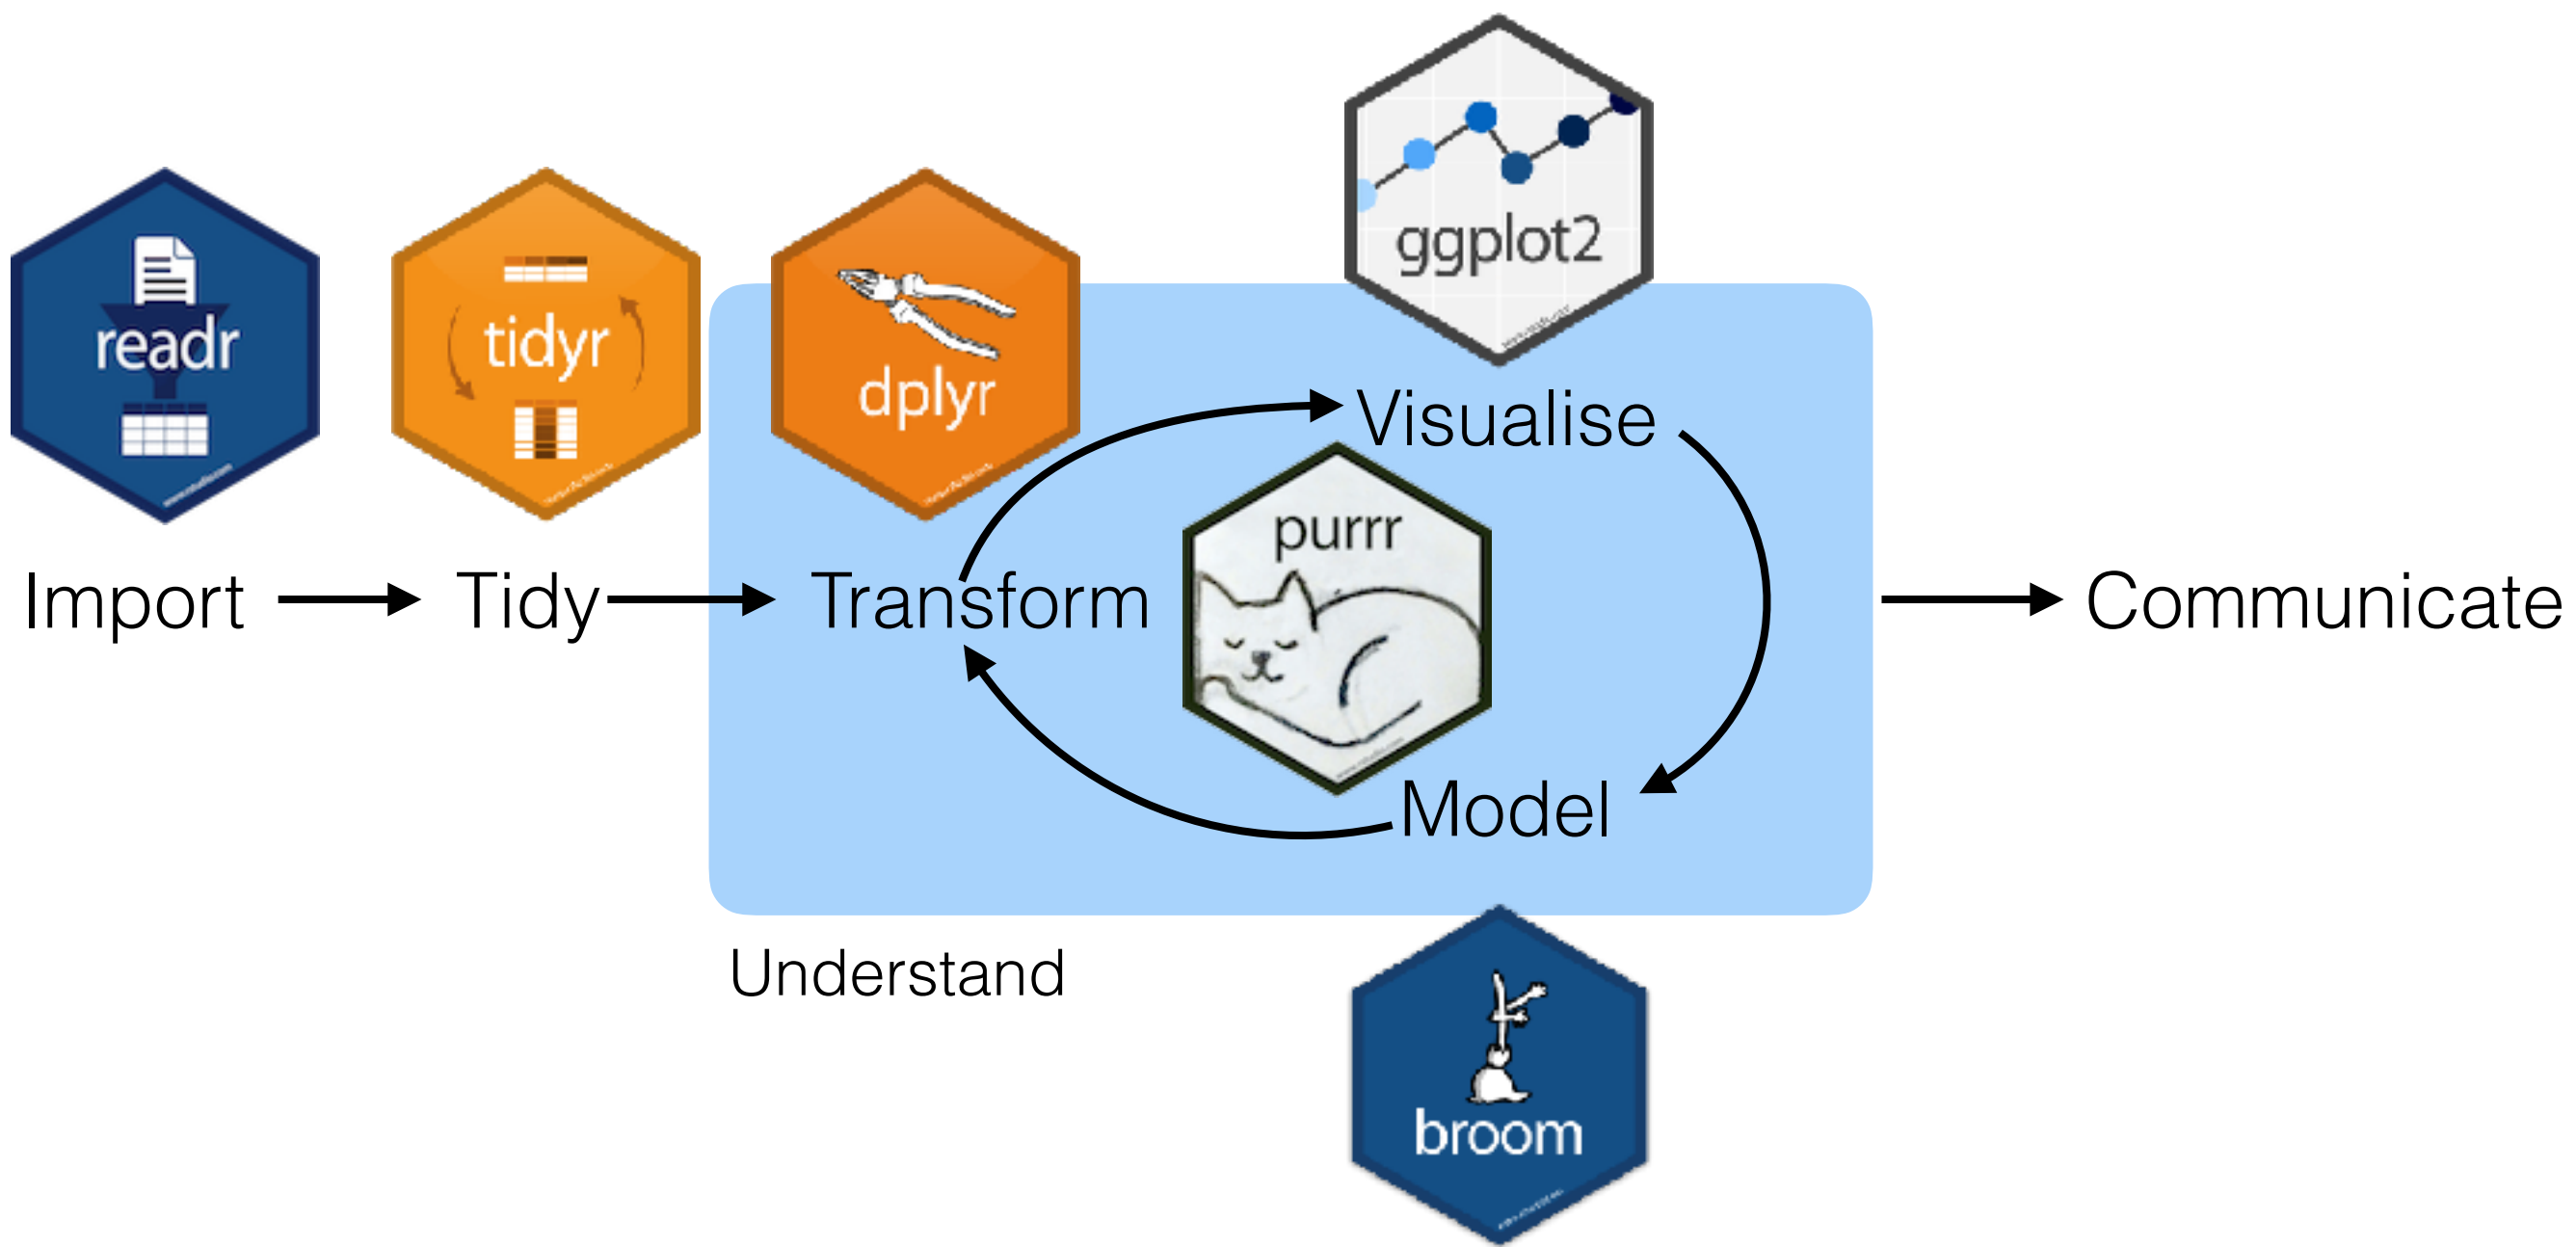 ggplot2
readr
tidyr
dplyr
Visualise
purrr
Import
Tidy
Transform
Communicate
Model
Understand
broom